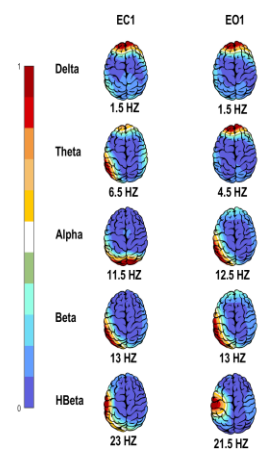 EC1 EO1
1
Delta
1.5 HZ 1.5 HZ
Theta
6.5 HZ 4.5 HZ
Alpha
11.5 HZ 12.5 HZ
Beta
13 HZ 13 HZ
HBeta
0
23 HZ 21.5 HZ